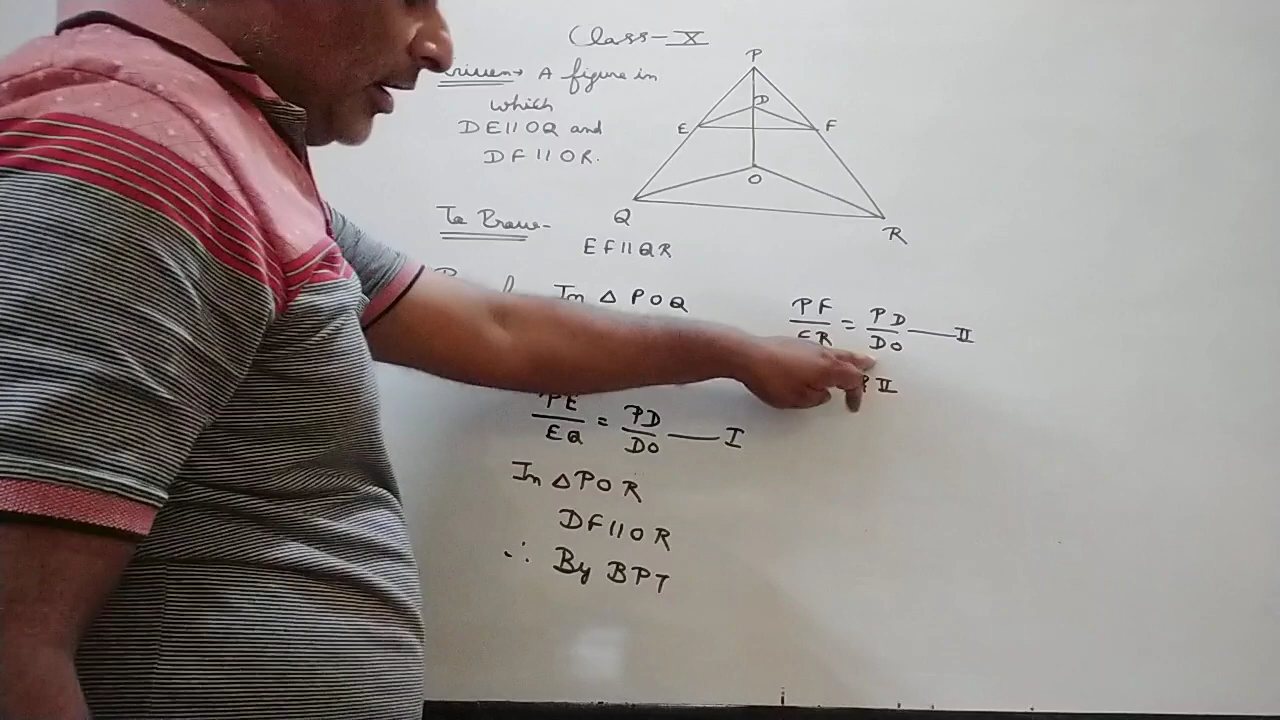 Class-X
Given→ A figure in
which
DE||OQ and
DF||OR.
To Prove-
EF||QR
P
D
E
F
O
Q
R
In △ POQ
PE/EQ = PD/DO — I
In △POR
DF||OR
∴ By BPT
PF/FR = PD/DO — II
II